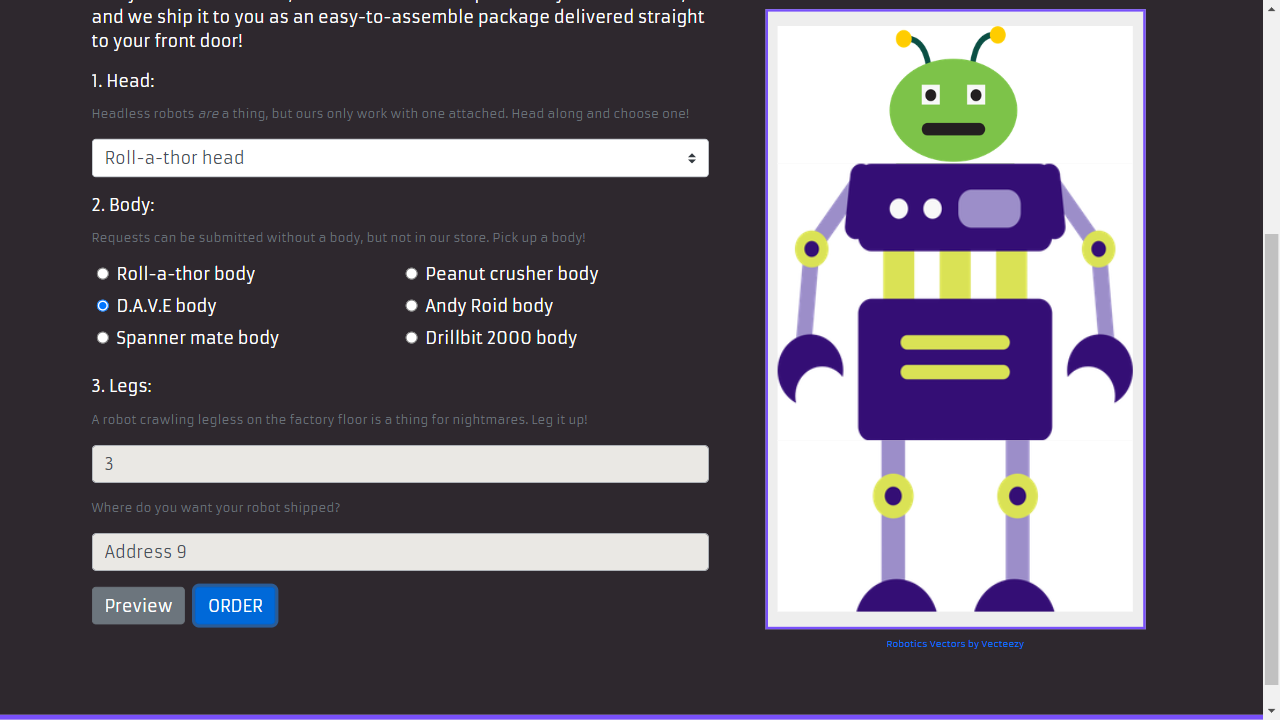 and we ship it to you as an easy-to-assemble package delivered straight
to your front door!
1. Head:
Headless robots are a thing, but ours only work with one attached. Head along and choose one!
Roll-a-thor head
2. Body:
Requests can be submitted without a body, but not in our store. Pick up a body!
Roll-a-thor body
Peanut crusher body
D.A.V.E body
Andy Roid body
Spanner mate body
Drillbit 2000 body
3. Legs:
A robot crawling legless on the factory floor is a thing for nightmares. Leg it up!
3
Where do you want your robot shipped?
Address 9
Preview
ORDER
Robotics Vectors by Vecteezy